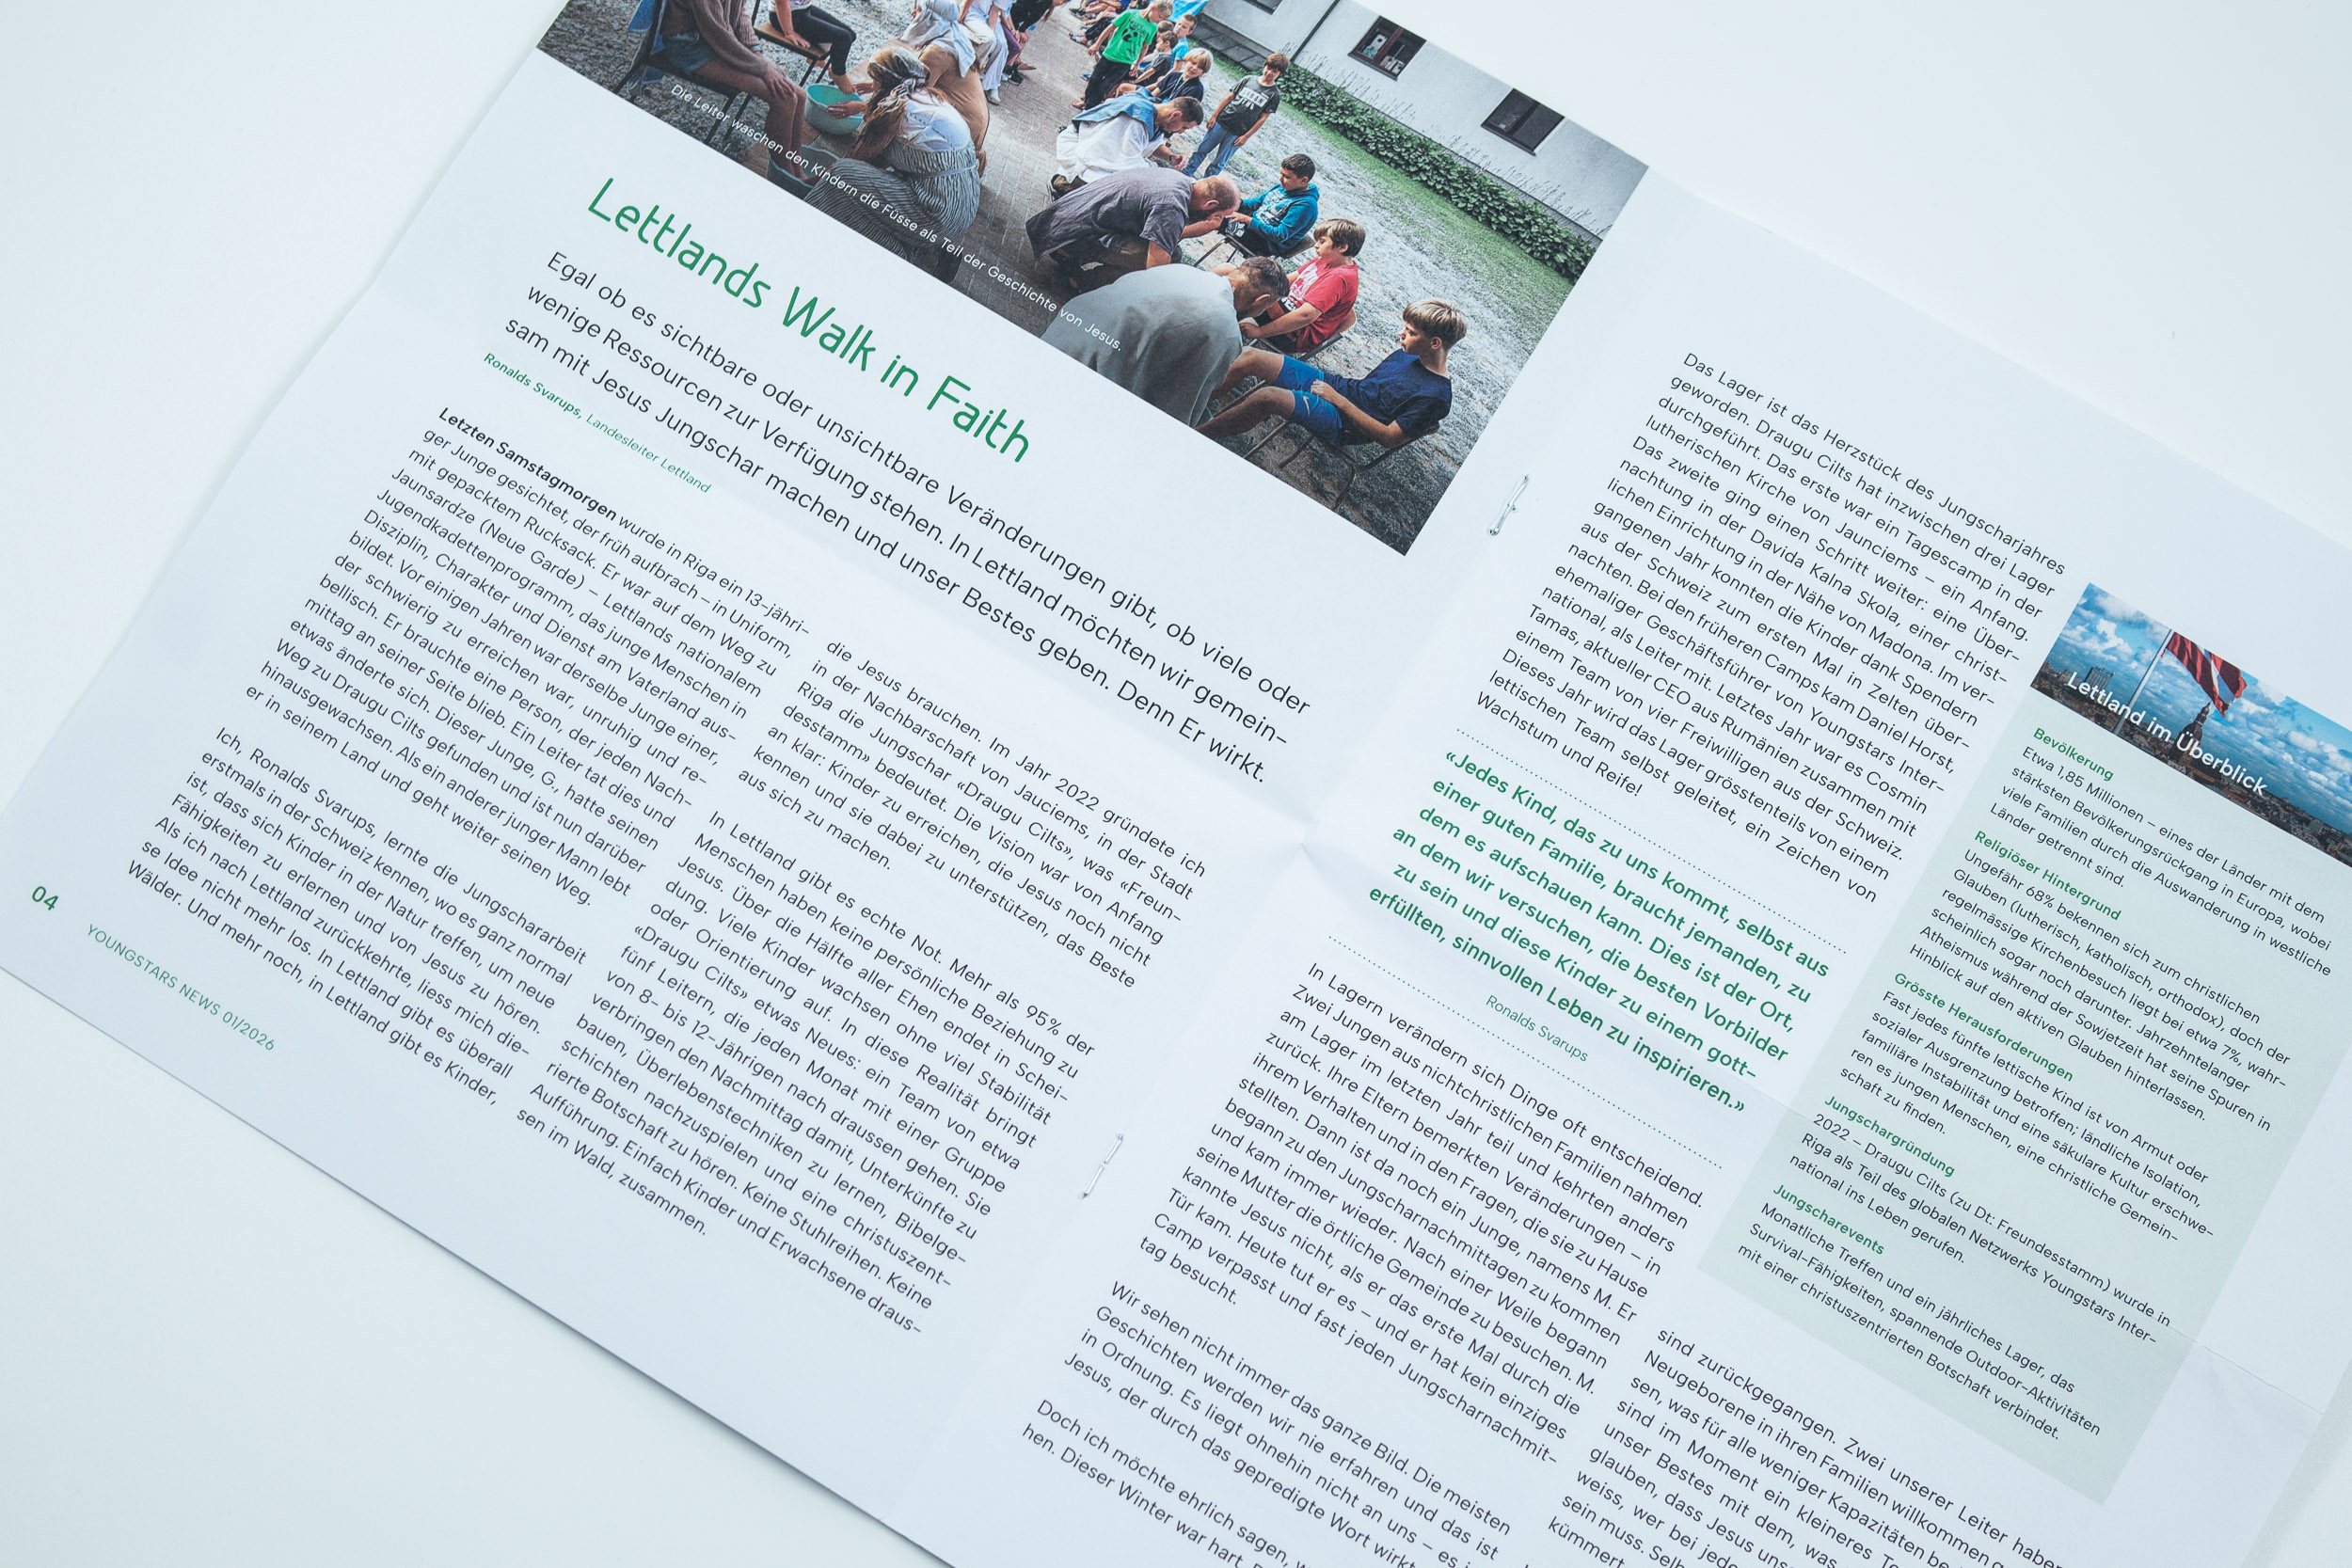 Die Leiter waschen den Kindern die Füsse als Teil der Geschichte von Jesus.
Lettlands Walk in Faith
Egal ob es sichtbare oder unsichtbare Veränderungen gibt, ob viele oder
wenige Ressourcen zur Verfügung stehen. In Lettland möchten wir gemein-
sam mit Jesus Jungschar machen und unser Bestes geben. Denn Er wirkt.
Ronalds Svarups, Landesleiter Lettland
Letzten Samstagmorgen wurde in Riga ein 13-jähri-
ger Junge gesichtet, der früh aufbrach – in Uniform,
mit gepacktem Rucksack. Er war auf dem Weg zu
Jaunsardze (Neue Garde) – Lettlands nationalem
Jugendkadettenprogramm, das junge Menschen in
Disziplin, Charakter und Dienst am Vaterland aus-
bildet. Vor einigen Jahren war derselbe Junge einer,
der schwierig zu erreichen war, unruhig und re-
bellisch. Er brauchte eine Person, der jeden Nach-
mittag an seiner Seite blieb. Ein Leiter tat dies und
etwas änderte sich. Dieser Junge, G., hatte seinen
Weg zu Draugu Cilts gefunden und ist nun darüber
hinausgewachsen. Als ein anderer junger Mann lebt
er in seinem Land und geht weiter seinen Weg.
Ich, Ronalds Svarups, lernte die Jungschararbeit
erstmals in der Schweiz kennen, wo es ganz normal
ist, dass sich Kinder in der Natur treffen, um neue
Fähigkeiten zu erlernen und von Jesus zu hören.
Als ich nach Lettland zurückkehrte, liess mich die-
se Idee nicht mehr los. In Lettland gibt es überall
Wälder. Und mehr noch, in Lettland gibt es Kinder,
die Jesus brauchen. Im Jahr 2022 gründete ich
in der Nachbarschaft von Jauciems, in der Stadt
Riga die Jungschar «Draugu Cilts», was «Freun-
desstamm» bedeutet. Die Vision war von Anfang
an klar: Kinder zu erreichen, die Jesus noch nicht
kennen und sie dabei zu unterstützen, das Beste
aus sich zu machen.
In Lettland gibt es echte Not. Mehr als 95% der
Menschen haben keine persönliche Beziehung zu
Jesus. Über die Hälfte aller Ehen endet in Schei-
dung. Viele Kinder wachsen ohne viel Stabilität
oder Orientierung auf. In diese Realität bringt
«Draugu Cilts» etwas Neues: ein Team von etwa
fünf Leitern, die jeden Monat mit einer Gruppe
von 8- bis 12-Jährigen nach draussen gehen. Sie
verbringen den Nachmittag damit, Unterkünfte zu
bauen, Überlebenstechniken zu lernen, Bibelge-
schichten nachzuspielen und eine christuszent-
rierte Botschaft zu hören. Keine Stuhlreihen. Keine
Aufführung. Einfach Kinder und Erwachsene draus-
sen im Wald, zusammen.
04
YOUNGSTARS NEWS 01/2026
Das Lager ist das Herzstück des Jungscharjahres
geworden. Draugu Cilts hat inzwischen drei Lager
durchgeführt. Das erste war ein Tagescamp in der
lutherischen Kirche von Jaunciems – ein Anfang.
Das zweite ging einen Schritt weiter: eine Über-
nachtung in der Davida Kalna Skola, einer christ-
lichen Einrichtung in der Nähe von Madona. Im ver-
gangenen Jahr konnten die Kinder dank Spendern
aus der Schweiz zum ersten Mal in Zelten über-
nachten. Bei den früheren Camps kam Daniel Horst,
ehemaliger Geschäftsführer von Youngstars Inter-
national, als Leiter mit. Letztes Jahr war es Cosmin
Tamas, aktueller CEO aus Rumänien zusammen mit
einem Team von vier Freiwilligen aus der Schweiz.
Dieses Jahr wird das Lager grösstenteils von einem
lettischen Team selbst geleitet, ein Zeichen von
Wachstum und Reife!
«Jedes Kind, das zu uns kommt, selbst aus
einer guten Familie, braucht jemanden, zu
dem es aufschauen kann. Dies ist der Ort,
an dem wir versuchen, die besten Vorbilder
zu sein und diese Kinder zu einem gott-
erfüllten, sinnvollen Leben zu inspirieren.»
Ronalds Svarups
In Lagern verändern sich Dinge oft entscheidend.
Zwei Jungen aus nichtchristlichen Familien nahmen
am Lager im letzten Jahr teil und kehrten anders
zurück. Ihre Eltern bemerkten Veränderungen – in
ihrem Verhalten und in den Fragen, die sie zu Hause
stellten. Dann ist da noch ein Junge, namens M. Er
begann zu den Jungscharnachmittagen zu kommen
und kam immer wieder. Nach einer Weile begann
seine Mutter die örtliche Gemeinde zu besuchen. M.
kannte Jesus nicht, als er das erste Mal durch die
Tür kam. Heute tut er es – und er hat kein einziges
Camp verpasst und fast jeden Jungscharnachmit-
tag besucht.
Wir sehen nicht immer das ganze Bild. Die meisten
Geschichten werden wir nie erfahren und das ist
in Ordnung. Es liegt ohnehin nicht an uns – es i
Jesus, der durch das gepredigte Wort wirkt
Doch ich möchte ehrlich sagen,
hen. Dieser Winter war hart.
sind zurückgegangen. Zwei unserer Leiter haben
Neugeborene in ihren Familien willkommen
sen, was für alle weniger Kapazitäten be
sind im Moment ein kleineres Te
unser Bestes mit dem, was
glauben, dass Jesus uns
weiss, wer bei jede
sein muss. Selb
kümmert
Lettland im Überblick
Bevölkerung
Etwa 1,85 Millionen – eines der Länder mit dem
stärksten Bevölkerungsrückgang in Europa, wobei
viele Familien durch die Auswanderung in westliche
Länder getrennt sind.
Religiöser Hintergrund
Ungefähr 68% bekennen sich zum christlichen
Glauben (lutherisch, katholisch, orthodox), doch der
regelmässige Kirchenbesuch liegt bei etwa 7%, wahr-
scheinlich sogar noch darunter. Jahrzehntelanger
Atheismus während der Sowjetzeit hat seine Spuren in
Hinblick auf den aktiven Glauben hinterlassen.
Grösste Herausforderungen
Fast jedes fünfte lettische Kind ist von Armut oder
sozialer Ausgrenzung betroffen; ländliche Isolation,
familiäre Instabilität und eine säkulare Kultur erschwe-
ren es jungen Menschen, eine christliche Gemein-
schaft zu finden.
Jungschargründung
2022 – Draugu Cilts (zu Dt: Freundesstamm) wurde in
Riga als Teil des globalen Netzwerks Youngstars Inter-
national ins Leben gerufen.
Jungscharevents
Monatliche Treffen und ein jährliches Lager, das
Survival-Fähigkeiten, spannende Outdoor-Aktivitäten
mit einer christuszentrierten Botschaft verbindet.